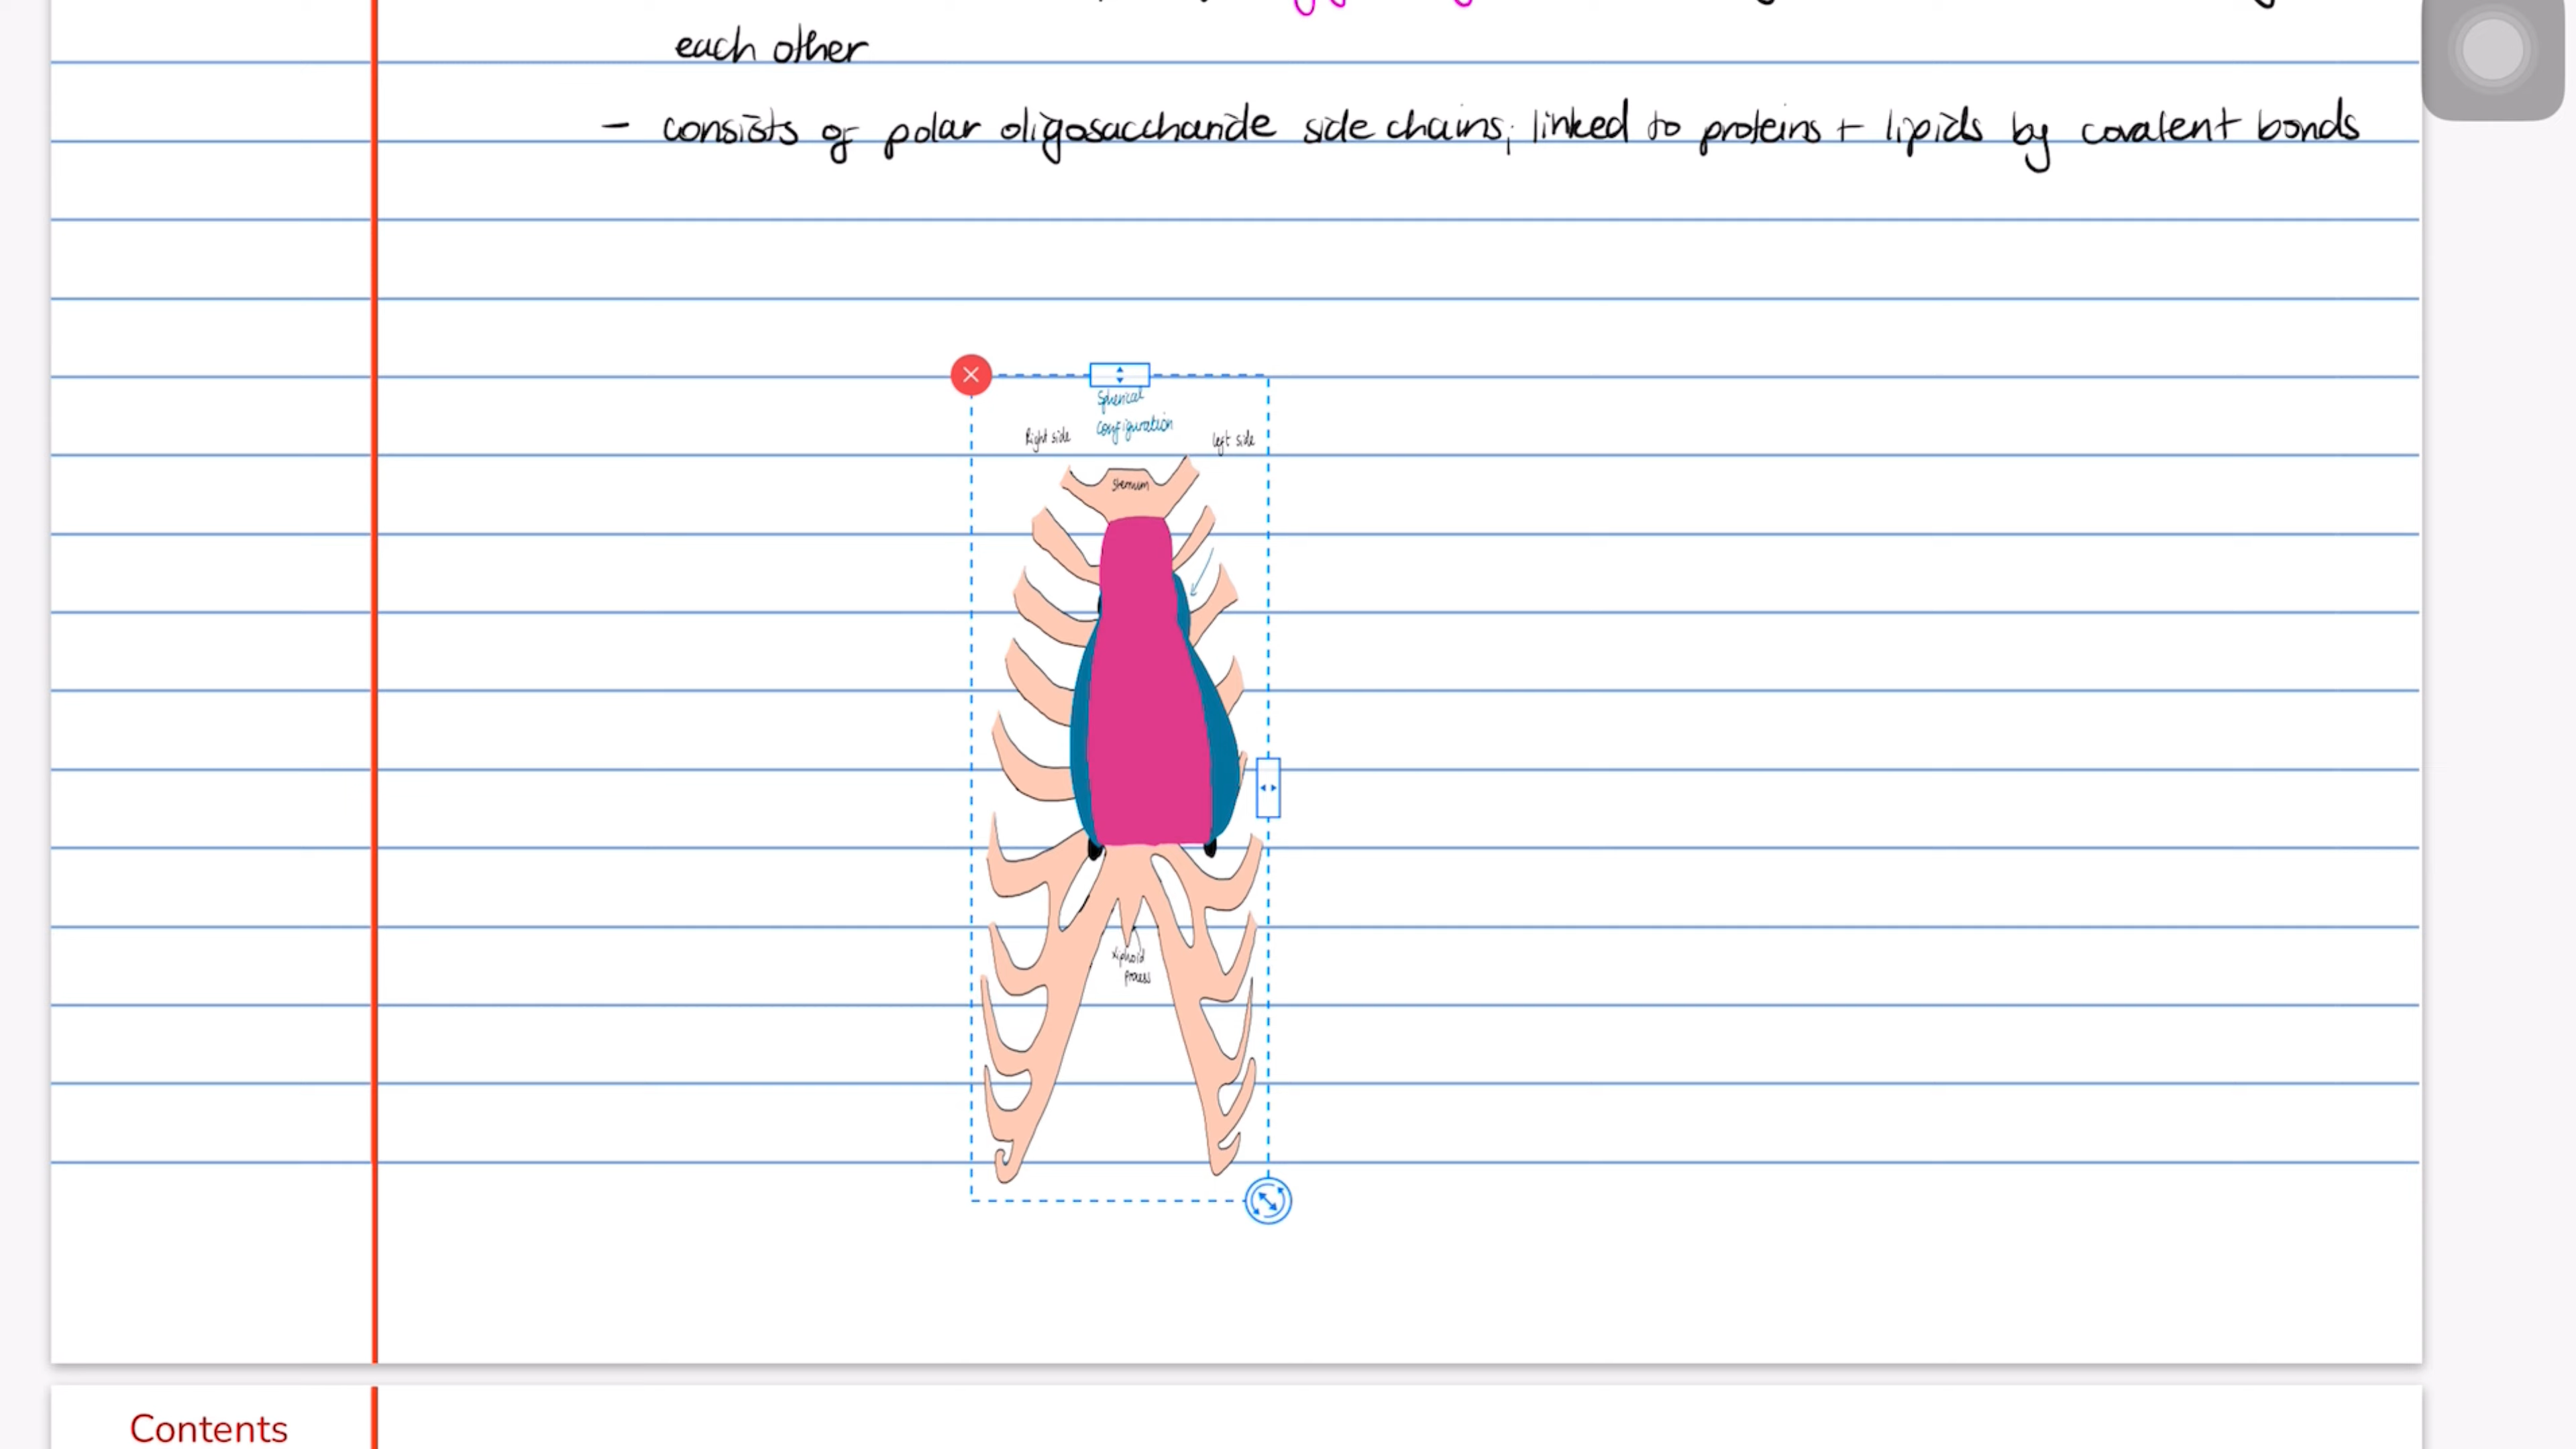 each other
- consists of polar oligosaccharide side chains; linked to proteins + lipids by covalent bonds
Spherical
configuration
Right side
left side
Sternum
xiphoid
process
Contents